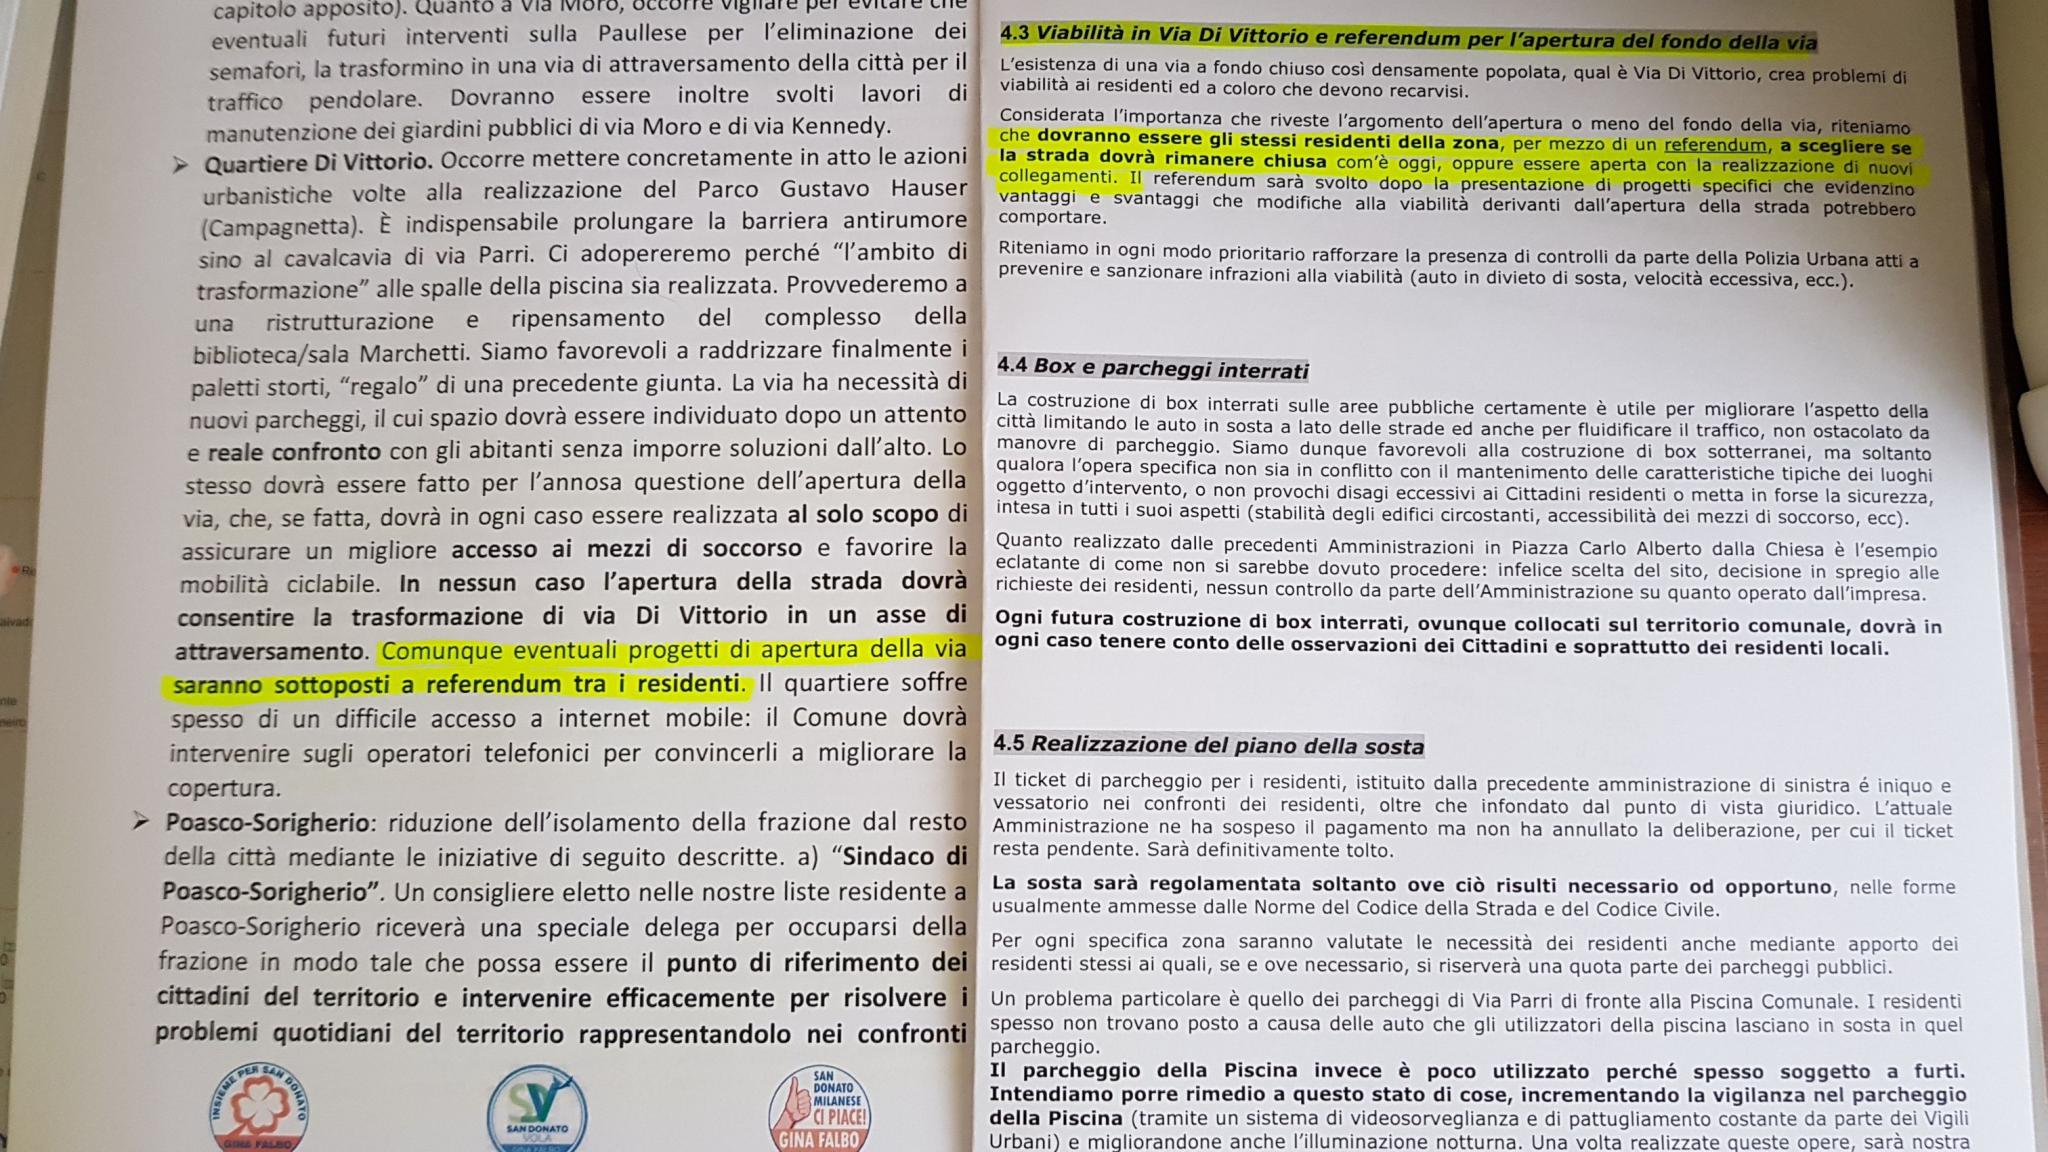 capitolo apposito). Quanto a Via Moro, occorre vigilare per evitare che
eventuali futuri interventi sulla Paullese per l'eliminazione dei
semafori, la trasformino in una via di attraversamento della città per il
traffico pendolare. Dovranno essere inoltre svolti lavori di
manutenzione dei giardini pubblici di via Moro e di via Kennedy.
➢ Quartiere Di Vittorio. Occorre mettere concretamente in atto le azioni
urbanistiche volte alla realizzazione del Parco Gustavo Hauser
(Campagnetta). È indispensabile prolungare la barriera antirumore
sino al cavalcavia di via Parri. Ci adopereremo perché “l'ambito di
trasformazione” alle spalle della piscina sia realizzata. Provvederemo a
una ristrutturazione e ripensamento del complesso della
biblioteca/sala Marchetti. Siamo favorevoli a raddrizzare finalmente i
paletti storti, “regalo” di una precedente giunta. La via ha necessità di
nuovi parcheggi, il cui spazio dovrà essere individuato dopo un attento
e reale confronto con gli abitanti senza imporre soluzioni dall'alto. Lo
stesso dovrà essere fatto per l'annosa questione dell'apertura della
via, che, se fatta, dovrà in ogni caso essere realizzata al solo scopo di
assicurare un migliore accesso ai mezzi di soccorso e favorire la
mobilità ciclabile. In nessun caso l'apertura della strada dovrà
consentire la trasformazione di via Di Vittorio in un asse di
attraversamento. Comunque eventuali progetti di apertura della via
saranno sottoposti a referendum tra i residenti. Il quartiere soffre
spesso di un difficile accesso a internet mobile: il Comune dovrà
intervenire sugli operatori telefonici per convincerli a migliorare la
copertura.
➢ Poasco-Sorigherio: riduzione dell'isolamento della frazione dal resto
della città mediante le iniziative di seguito descritte. a) “Sindaco di
Poasco-Sorigherio”. Un consigliere eletto nelle nostre liste residente a
Poasco-Sorigherio riceverà una speciale delega per occuparsi della
frazione in modo tale che possa essere il punto di riferimento dei
cittadini del territorio e intervenire efficacemente per risolvere i
problemi quotidiani del territorio rappresentandolo nei confronti
INSIEME PER SAN DONATO
GINA FALBO
SV
SAN DONATO
VOLA
GINA FALBO
SAN
DONATO
MILANESE
CI PIACE!
GINA FALBO
4.3 Viabilità in Via Di Vittorio e referendum per l'apertura del fondo della via
L'esistenza di una via a fondo chiuso così densamente popolata, qual è Via Di Vittorio, crea problemi di
viabilità ai residenti ed a coloro che devono recarvisi.
Considerata l'importanza che riveste l'argomento dell'apertura o meno del fondo della via, riteniamo
che dovranno essere gli stessi residenti della zona, per mezzo di un referendum, a scegliere se
la strada dovrà rimanere chiusa com'è oggi, oppure essere aperta con la realizzazione di nuovi
collegamenti. Il referendum sarà svolto dopo la presentazione di progetti specifici che evidenzino
vantaggi e svantaggi che modifiche alla viabilità derivanti dall'apertura della strada potrebbero
comportare.
Riteniamo in ogni modo prioritario rafforzare la presenza di controlli da parte della Polizia Urbana atti a
prevenire e sanzionare infrazioni alla viabilità (auto in divieto di sosta, velocità eccessiva, ecc.).
4.4 Box e parcheggi interrati
La costruzione di box interrati sulle aree pubbliche certamente è utile per migliorare l'aspetto della
città limitando le auto in sosta a lato delle strade ed anche per fluidificare il traffico, non ostacolato da
manovre di parcheggio. Siamo dunque favorevoli alla costruzione di box sotterranei, ma soltanto
qualora l'opera specifica non sia in conflitto con il mantenimento delle caratteristiche tipiche dei luoghi
oggetto d'intervento, o non provochi disagi eccessivi ai Cittadini residenti o metta in forse la sicurezza,
intesa in tutti i suoi aspetti (stabilità degli edifici circostanti, accessibilità dei mezzi di soccorso, ecc).
Quanto realizzato dalle precedenti Amministrazioni in Piazza Carlo Alberto dalla Chiesa è l'esempio
eclatante di come non si sarebbe dovuto procedere: infelice scelta del sito, decisione in spregio alle
richieste dei residenti, nessun controllo da parte dell'Amministrazione su quanto operato dall'impresa.
Ogni futura costruzione di box interrati, ovunque collocati sul territorio comunale, dovrà in
ogni caso tenere conto delle osservazioni dei Cittadini e soprattutto dei residenti locali.
4.5 Realizzazione del piano della sosta
Il ticket di parcheggio per i residenti, istituito dalla precedente amministrazione di sinistra é iniquo e
vessatorio nei confronti dei residenti, oltre che infondato dal punto di vista giuridico. L'attuale
Amministrazione ne ha sospeso il pagamento ma non ha annullato la deliberazione, per cui il ticket
resta pendente. Sarà definitivamente tolto.
La sosta sarà regolamentata soltanto ove ciò risulti necessario od opportuno, nelle forme
usualmente ammesse dalle Norme del Codice della Strada e del Codice Civile.
Per ogni specifica zona saranno valutate le necessità dei residenti anche mediante apporto dei
residenti stessi ai quali, se e ove necessario, si riserverà una quota parte dei parcheggi pubblici.
Un problema particolare è quello dei parcheggi di Via Parri di fronte alla Piscina Comunale. I residenti
spesso non trovano posto a causa delle auto che gli utilizzatori della piscina lasciano in sosta in quel
parcheggio.
Il parcheggio della Piscina invece è poco utilizzato perché spesso soggetto a furti.
Intendiamo porre rimedio a questo stato di cose, incrementando la vigilanza nel parcheggio
della Piscina (tramite un sistema di videosorveglianza e di pattugliamento costante da parte dei Vigili
Urbani) e migliorandone anche l'illuminazione notturna. Una volta realizzate queste opere, sarà nostra